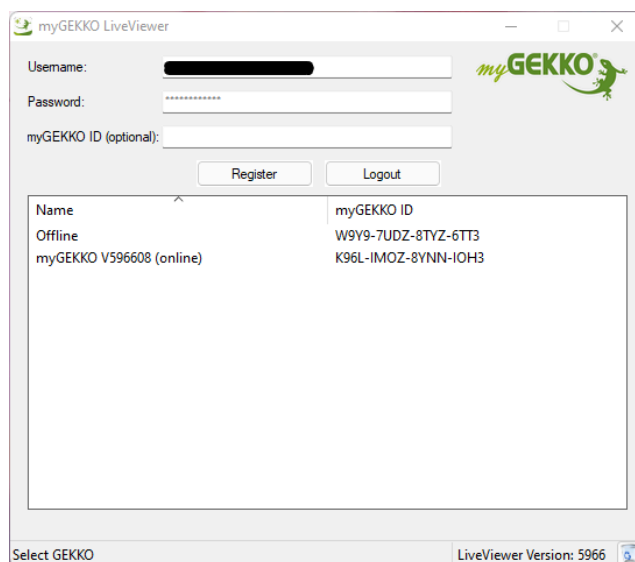 myGEKKO LiveViewer
Username:
myGEKKO
Password: ************
myGEKKO ID (optional):
Register Logout
Name myGEKKO ID
Offline W9Y9-7UDZ-8TYZ-6TT3
myGEKKO V596608 (online) K96L-IMOZ-8YNN-IOH3
Select GEKKO LiveViewer Version: 5966